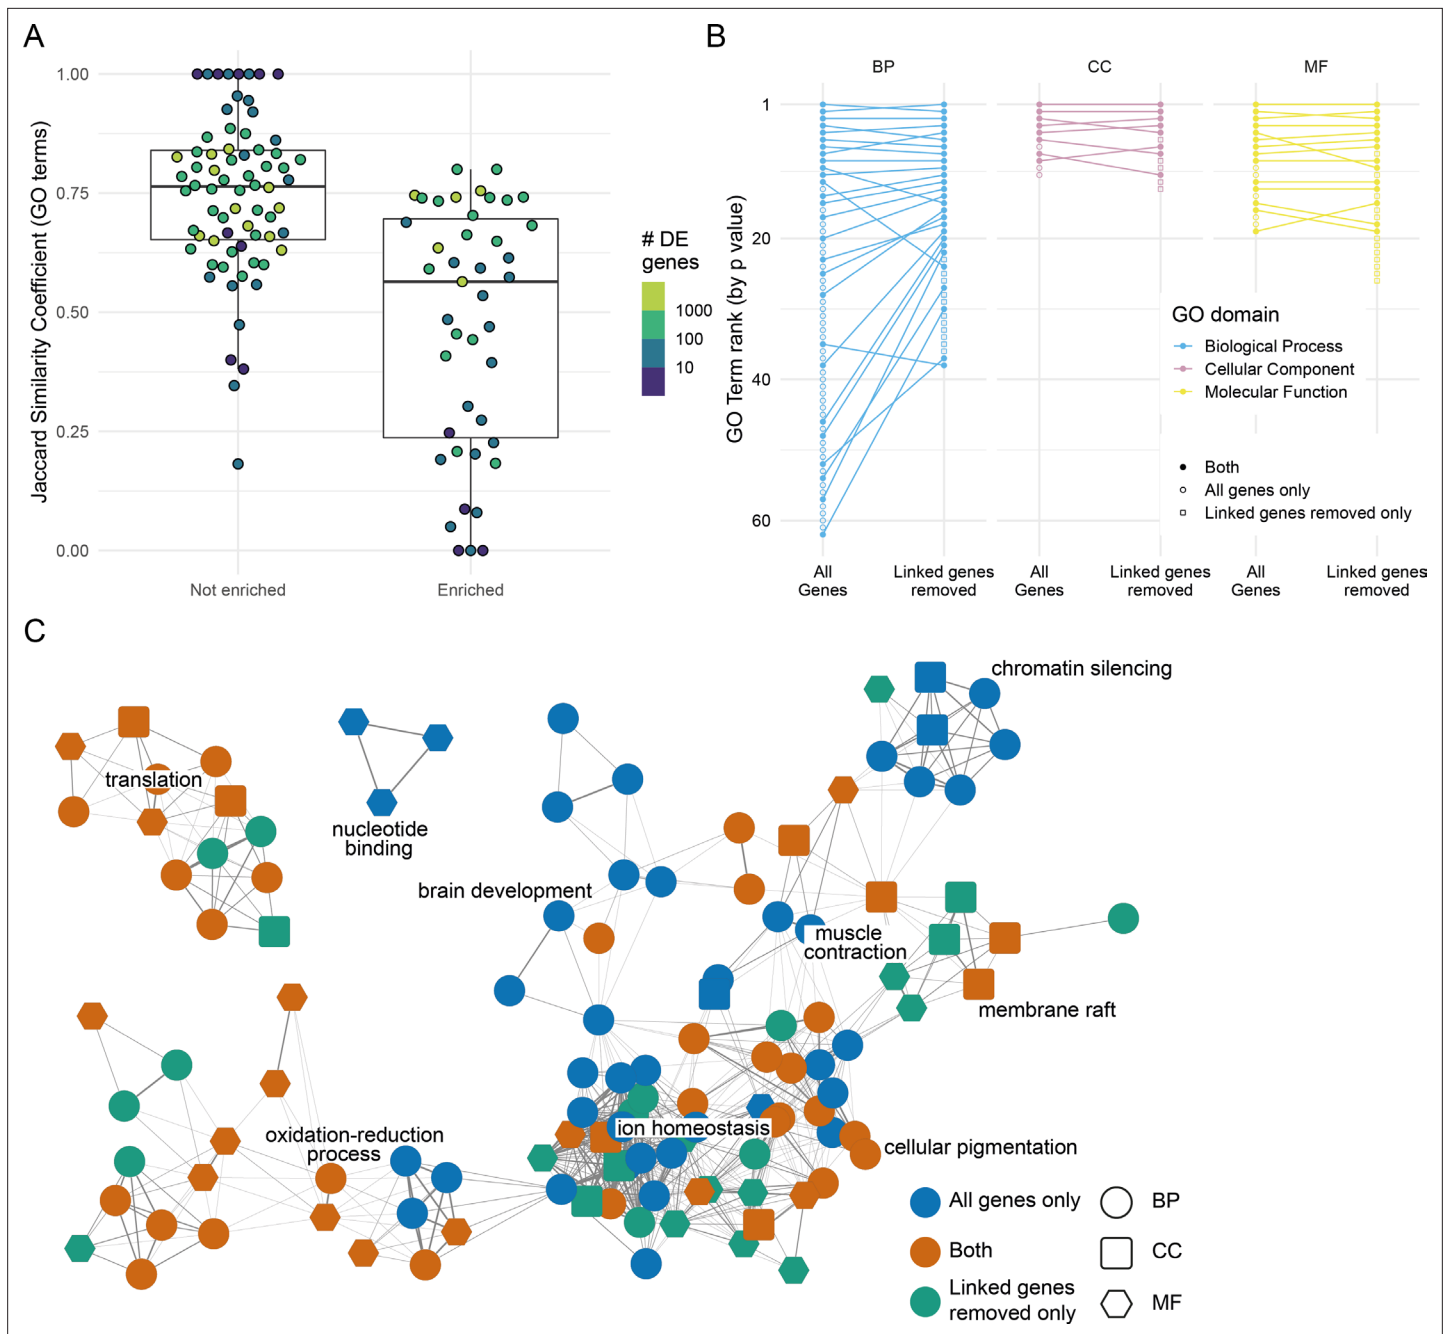 A
Jaccard Similarity Coefficient (GO terms)
1.00
0.75
0.50
0.25
0.00
Not enriched
Enriched
# DE
genes
1000
100
10
B
BP
CC
MF
GO Term rank (by p value)
1
20
40
60
All
Genes
Linked genes
removed
All
Genes
Linked genes
removed
All
Genes
Linked genes
removed
GO domain
Biological Process
Cellular Component
Molecular Function
Both
All genes only
Linked genes removed only
C
translation
nucleotide
binding
brain development
chromatin silencing
muscle
contraction
membrane raft
oxidation-reduction
process
ion homeostasis
cellular pigmentation
All genes only
Both
Linked genes
removed only
BP
CC
MF